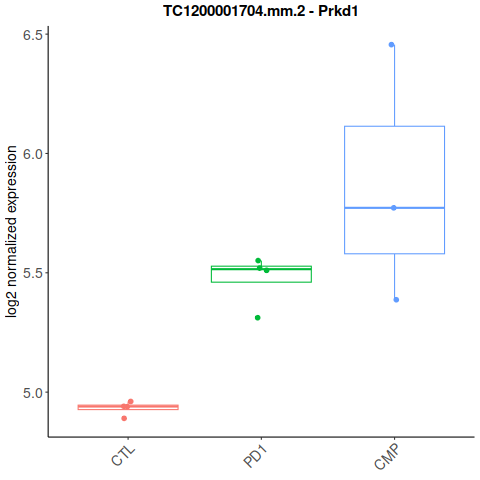 TC1200001704.mm.2 - Prkd1
log2 normalized expression
6.5
6.0
5.5
5.0
CTL
PD1
CMP